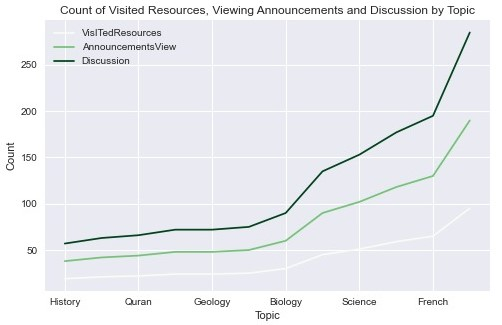 Count of Visited Resources, Viewing Announcements and Discussion by Topic
VisITedResources
AnnouncementsView
Discussion
250
200
150
100
50
Count
History Quran Geology Biology Science French
Topic